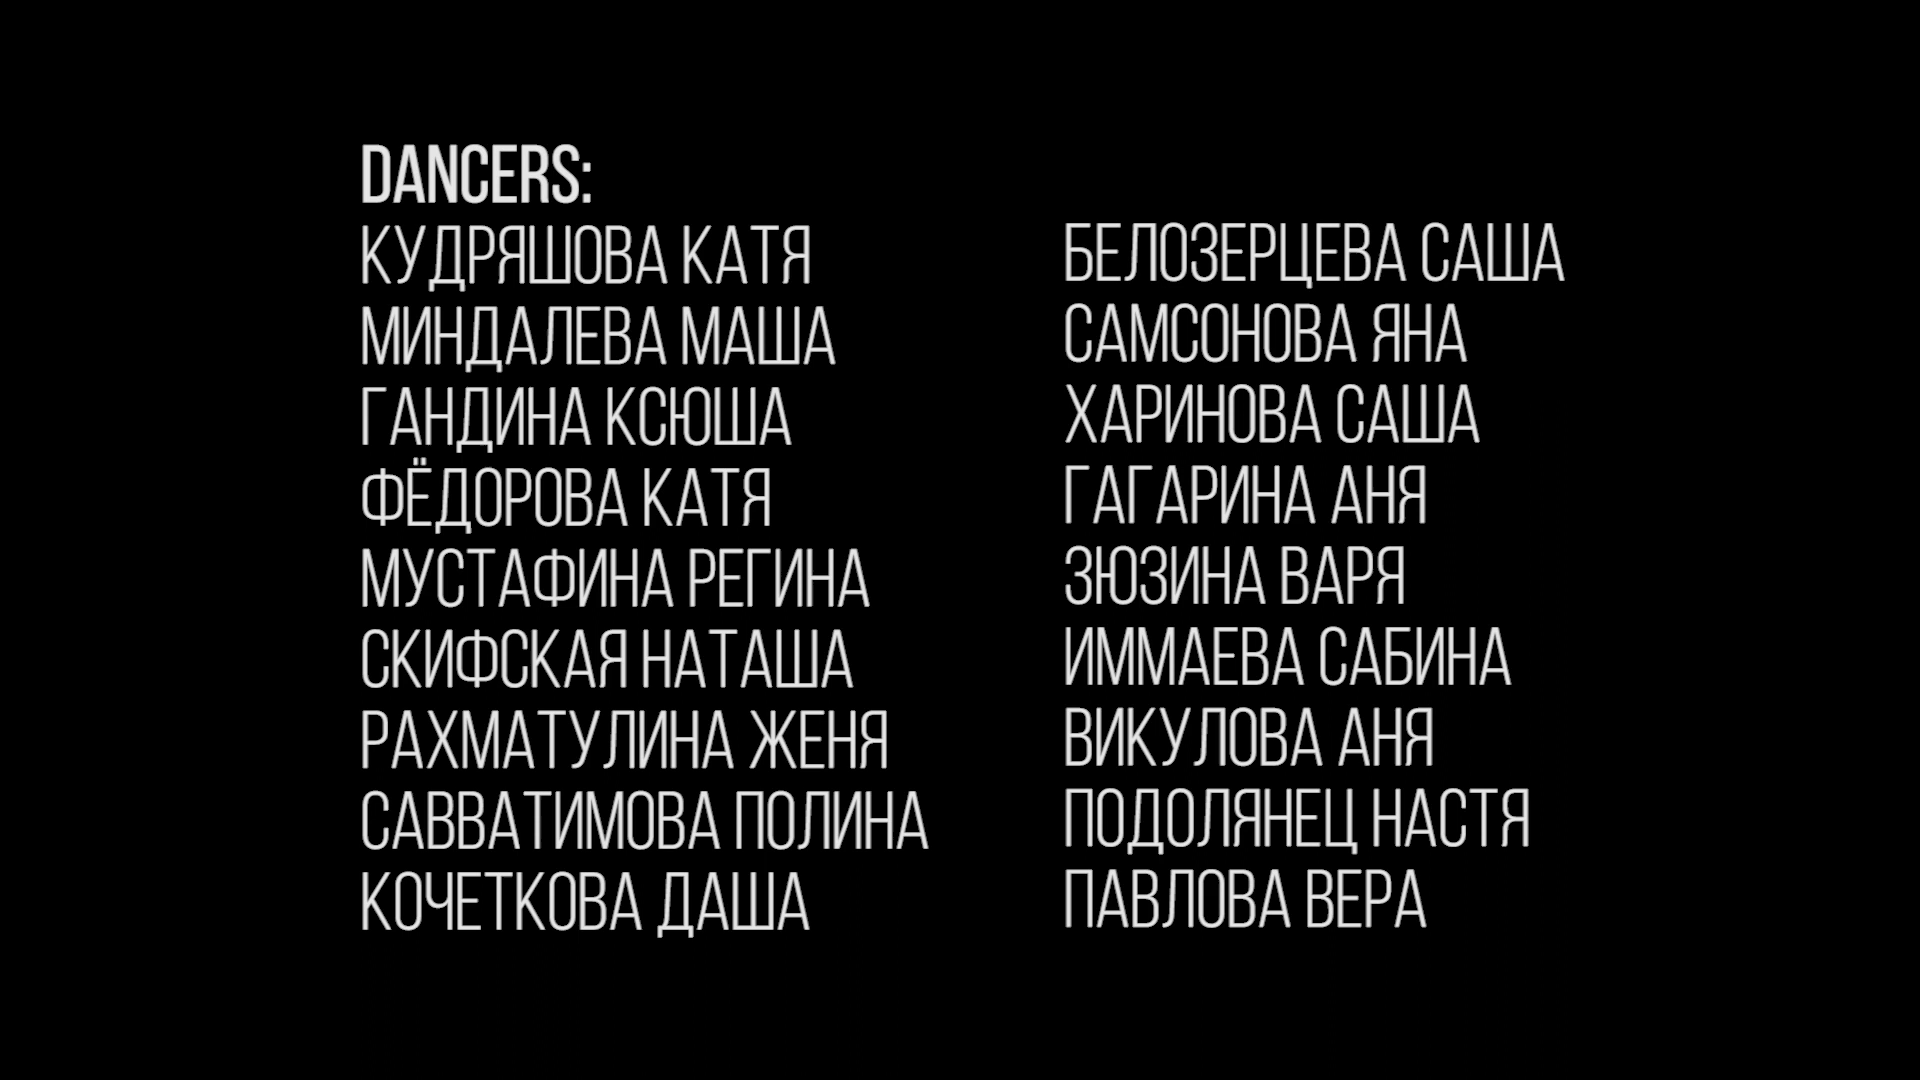 DANCERS:
КУДРЯШОВА КАТЯ
МИНДАЛЕВА МАША
ГАНДИНА КСЮША
ФЁДОРОВА КАТЯ
МУСТАФИНА РЕГИНА
СКИФСКАЯ НАТАША
РАХМАТУЛИНА ЖЕНЯ
САВВАТИМОВА ПОЛИНА
КОЧЕТКОВА ДАША
БЕЛОЗЕРЦЕВА САША
САМСОНОВА ЯНА
ХАРИНОВА САША
ГАГАРИНА АНЯ
ЗЮЗИНА ВАРЯ
ИММАЕВА САБИНА
ВИКУЛОВА АНЯ
ПОДОЛЯНЕЦ НАСТЯ
ПАВЛОВА ВЕРА